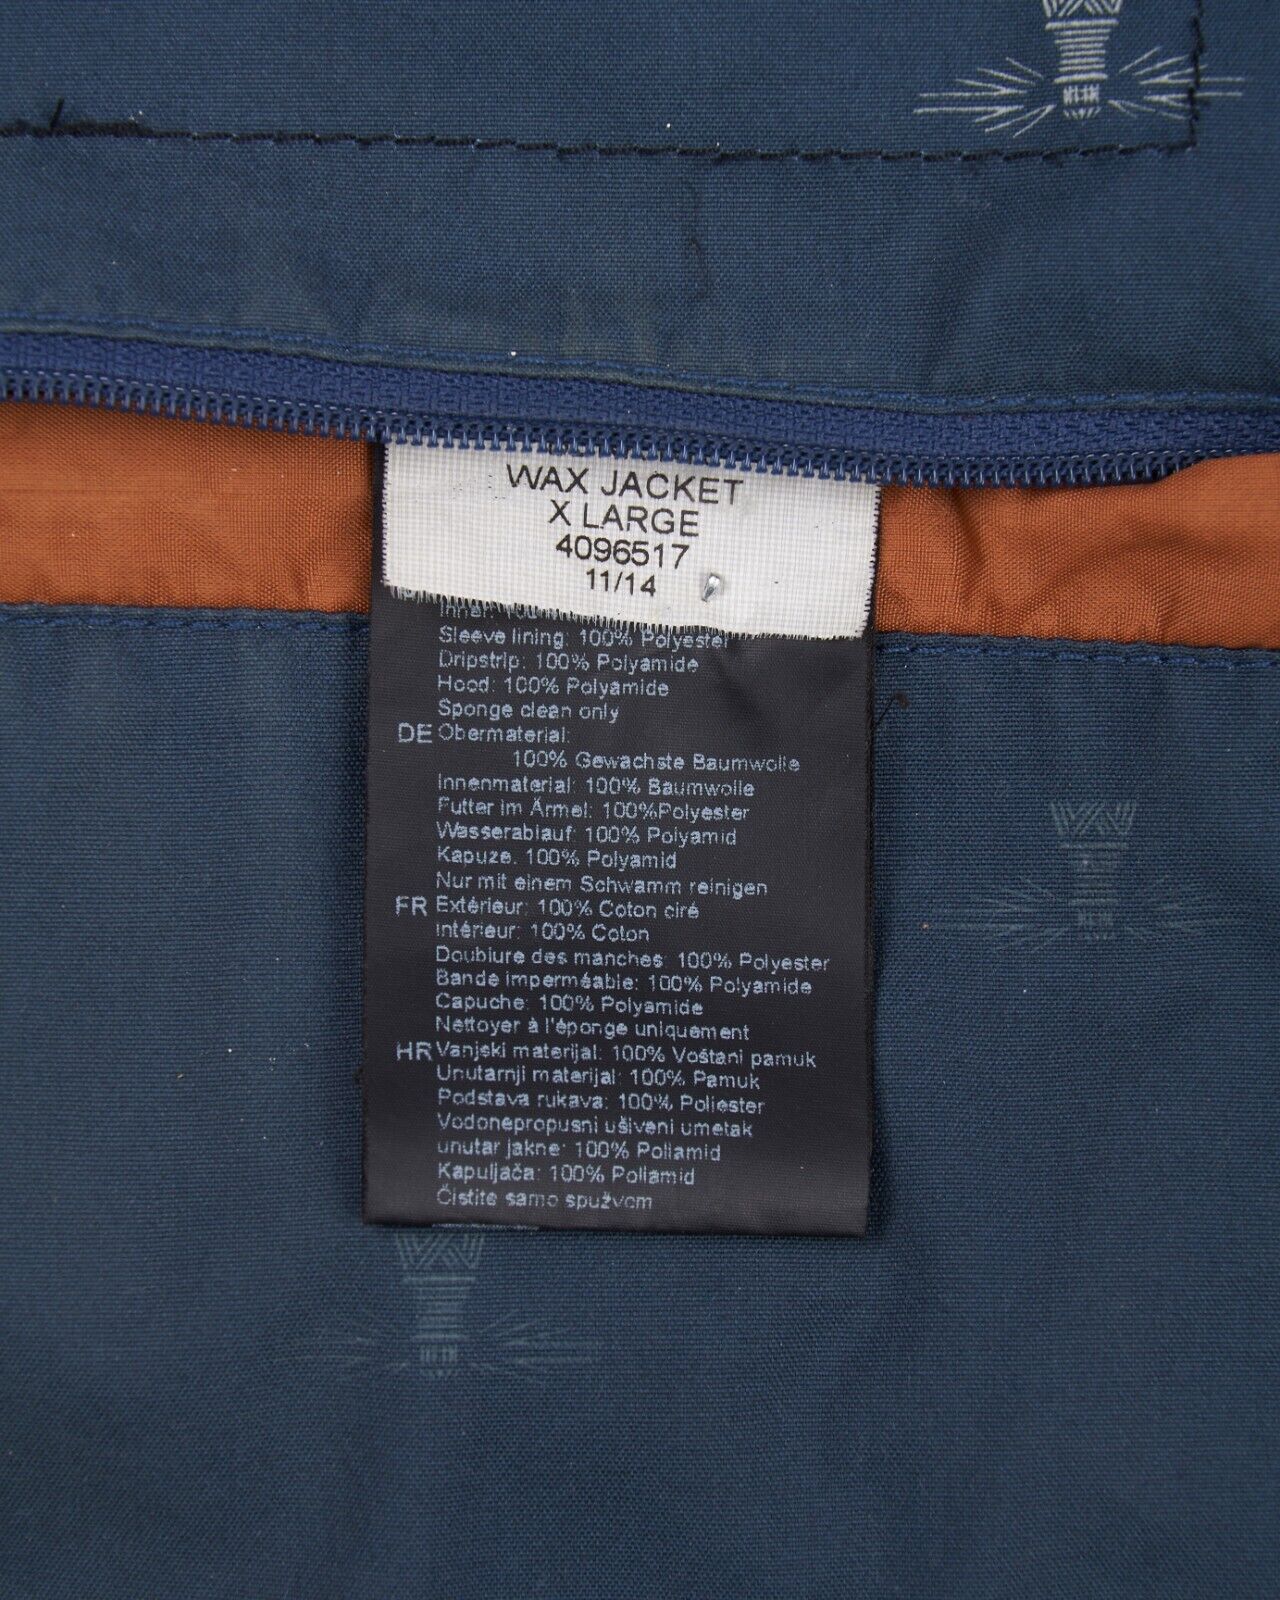 WAX JACKET
X LARGE
4096517
11/14
Inner: 100%
Sleeve lining: 100% Polyester
Dripstrip: 100% Polyamide
Hood: 100% Polyamide
Sponge clean only
DE Obermaterial:
100% Gewachste Baumwolle
Innenmaterial: 100% Baumwolle
Futter im Ärmel: 100%Polyester
Wasserablauf: 100% Polyamid
Kapuze: 100% Polyamid
Nur mit einem Schwamm reinigen
FR Extérieur: 100% Coton ciré
Intérieur: 100% Coton
Doublure des manches: 100% Polyester
Bande imperméable: 100% Polyamide
Capuche: 100% Polyamide
Nettoyer à l'éponge uniquement
HR Vanjski materijal: 100% Voštani pamuk
Unutarnji materijal: 100% Pamuk
Podstava rukava: 100% Poliester
Vodonepropusni ušiveni umetak
unutar jakne: 100% Poliamid
Kapuljača: 100% Poliamid
Čistite samo spužvom